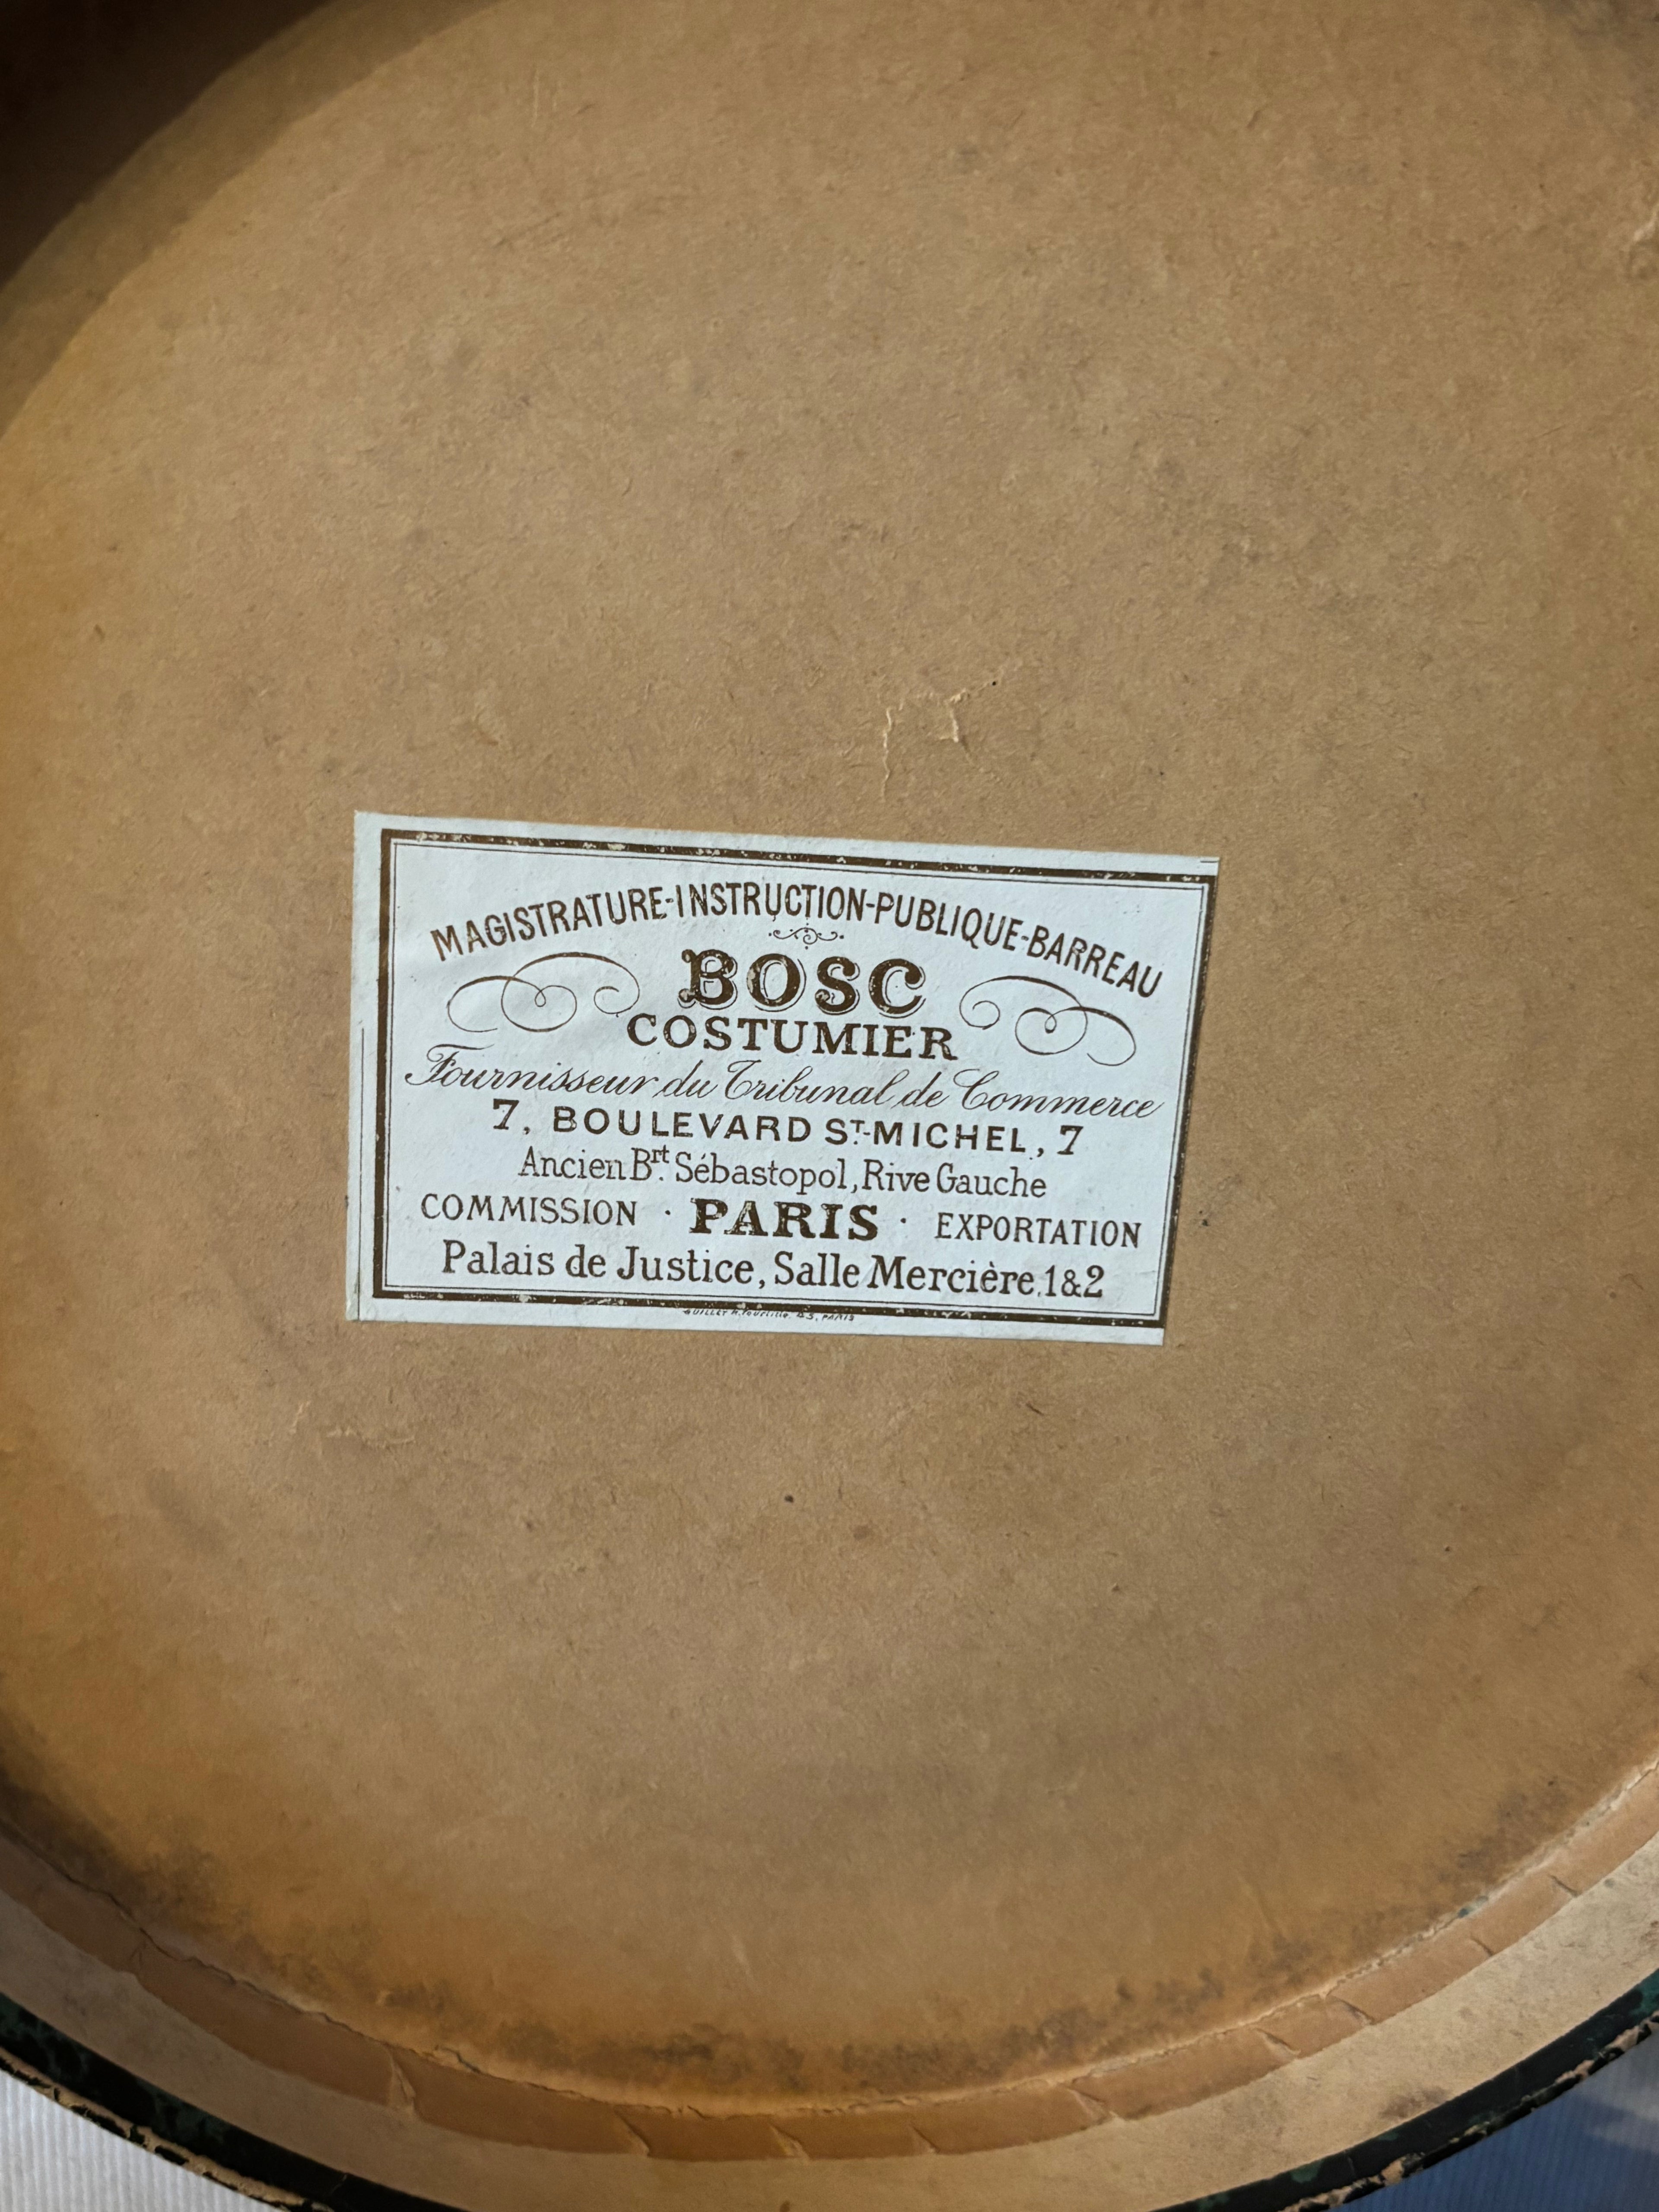 MAGISTRATURE-INSTRUCTION-PUBLIQUE-BARREAU
BOSC
COSTUMIER
Fournisseur du Tribunal de Commerce
7, BOULEVARD ST-MICHEL, 7
Ancien Brt. Sébastopol, Rive Gauche
COMMISSION · PARIS · EXPORTATION
Palais de Justice, Salle Mercière, 1&2
PARIS